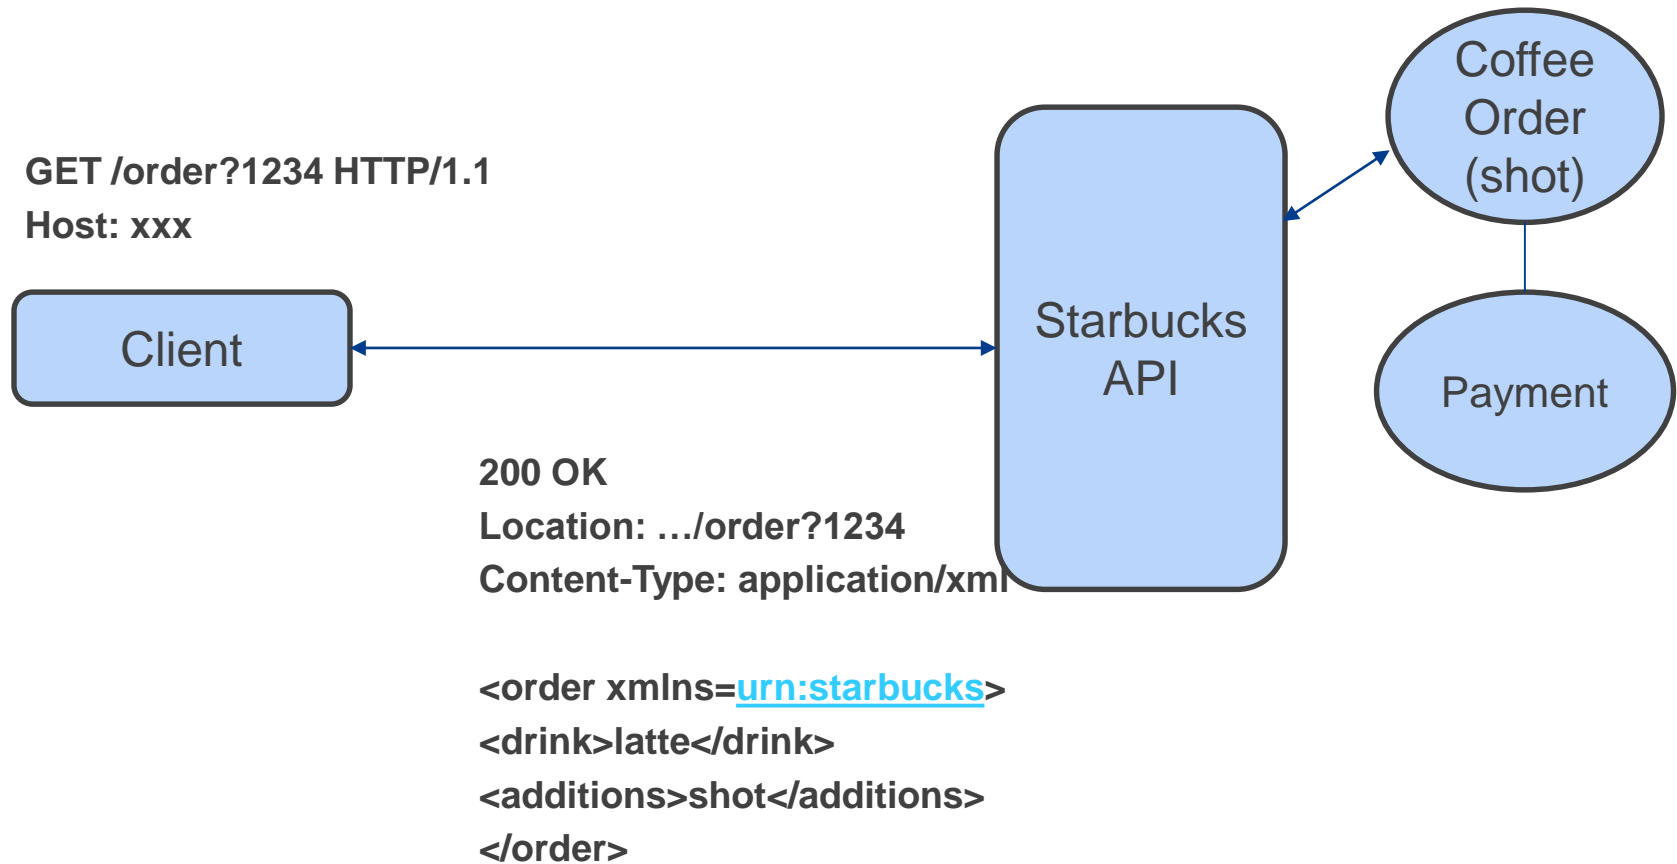 GET /order?1234 HTTP/1.1
Host: xxx
Client
Starbucks
API
Coffee
Order
(shot)
Payment
200 OK
Location: …/order?1234
Content-Type: application/xml
<order xmlns=urn:starbucks>
<drink>latte</drink>
<additions>shot</additions>
</order>